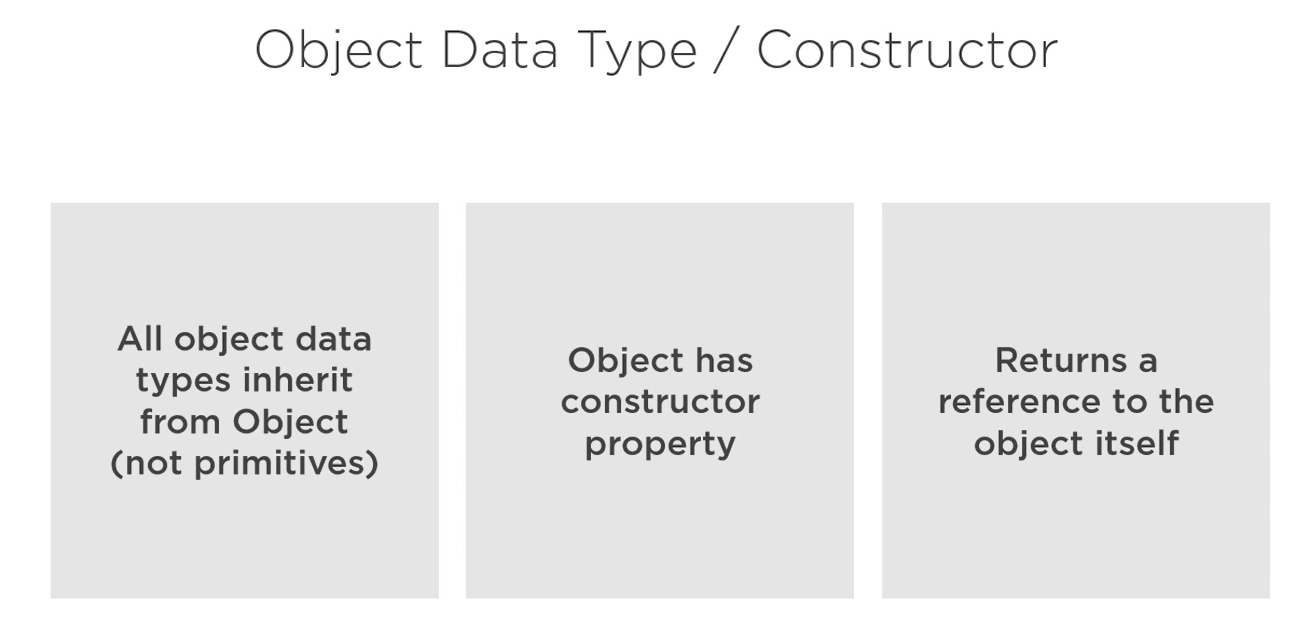 Object Data Type / Constructor
All object data
types inherit
from Object
(not primitives)
Object has
constructor
property
Returns a
reference to the
object itself